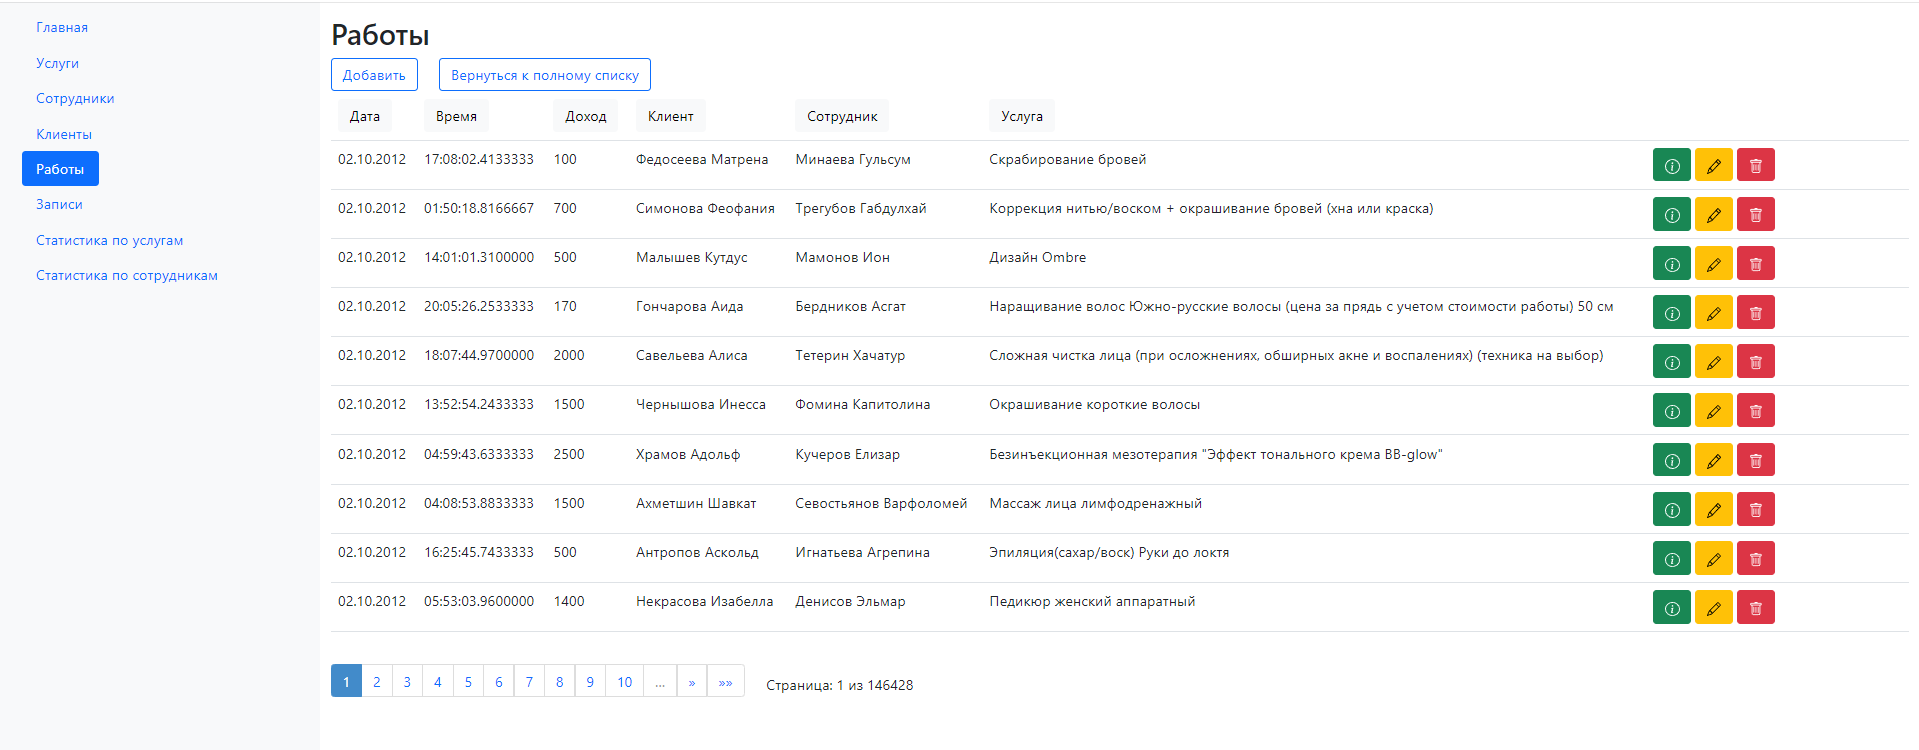 Главная
Услуги
Сотрудники
Клиенты
Работы
Записи
Статистика по услугам
Статистика по сотрудникам
Работы
Добавить Вернуться к полному списку
Дата Время Доход Клиент Сотрудник Услуга
02.10.2012 17:08:02.4133333 100 Федосеева Матрена Минаева Гульсум Скрабирование бровей
02.10.2012 01:50:18.8166667 700 Симонова Феофания Трегубов Габдулхай Коррекция нитью/воском + окрашивание бровей (хна или краска)
02.10.2012 14:01:01.3100000 500 Малышев Кутдус Мамонов Ион Дизайн Ombre
02.10.2012 20:05:26.2533333 170 Гончарова Аида Бердников Асгат Наращивание волос Южно-русские волосы (цена за прядь с учетом стоимости работы) 50 см
02.10.2012 18:07:44.9700000 2000 Савельева Алиса Тетерин Хачатур Сложная чистка лица (при осложнениях, обширных акне и воспалениях) (техника на выбор)
02.10.2012 13:52:54.2433333 1500 Чернышова Инесса Фомина Капитолина Окрашивание короткие волосы
02.10.2012 04:59:43.6333333 2500 Храмов Адольф Кучеров Елизар Безинъекционная мезотерапия "Эффект тонального крема BB-glow"
02.10.2012 04:08:53.8833333 1500 Ахметшин Шавкат Севостьянов Варфоломей Массаж лица лимфодренажный
02.10.2012 16:25:45.7433333 500 Антропов Аскольд Игнатьева Агрепина Эпиляция(сахар/воск) Руки до локтя
02.10.2012 05:53:03.9600000 1400 Некрасова Изабелла Денисов Эльмар Педикюр женский аппаратный
1 2 3 4 5 6 7 8 9 10 ... » »» Страница: 1 из 146428